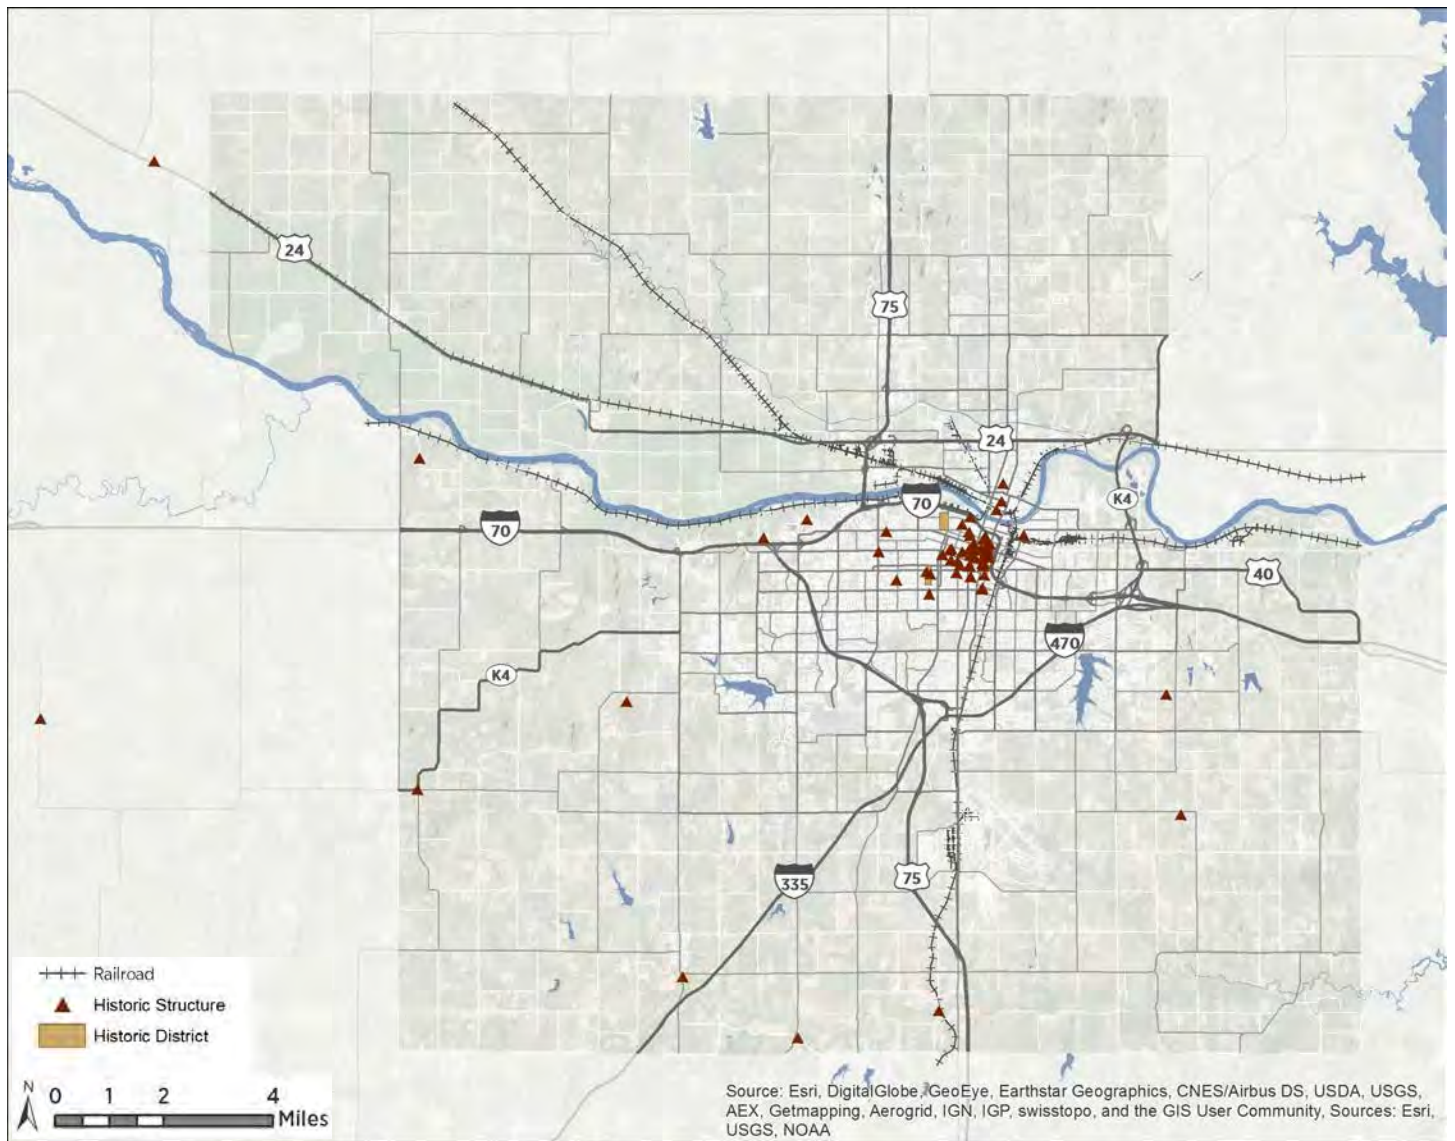 24
75
24
70
K4
70
40
470
K4
335
75
Railroad
Historic Structure
Historic District
N
0 1 2 4
Miles
Source: Esri, DigitalGlobe, GeoEye, Earthstar Geographics, CNES/Airbus DS, USDA, USGS,
AEX, Getmapping, Aerogrid, IGN, IGP, swisstopo, and the GIS User Community, Sources: Esri,
USGS, NOAA